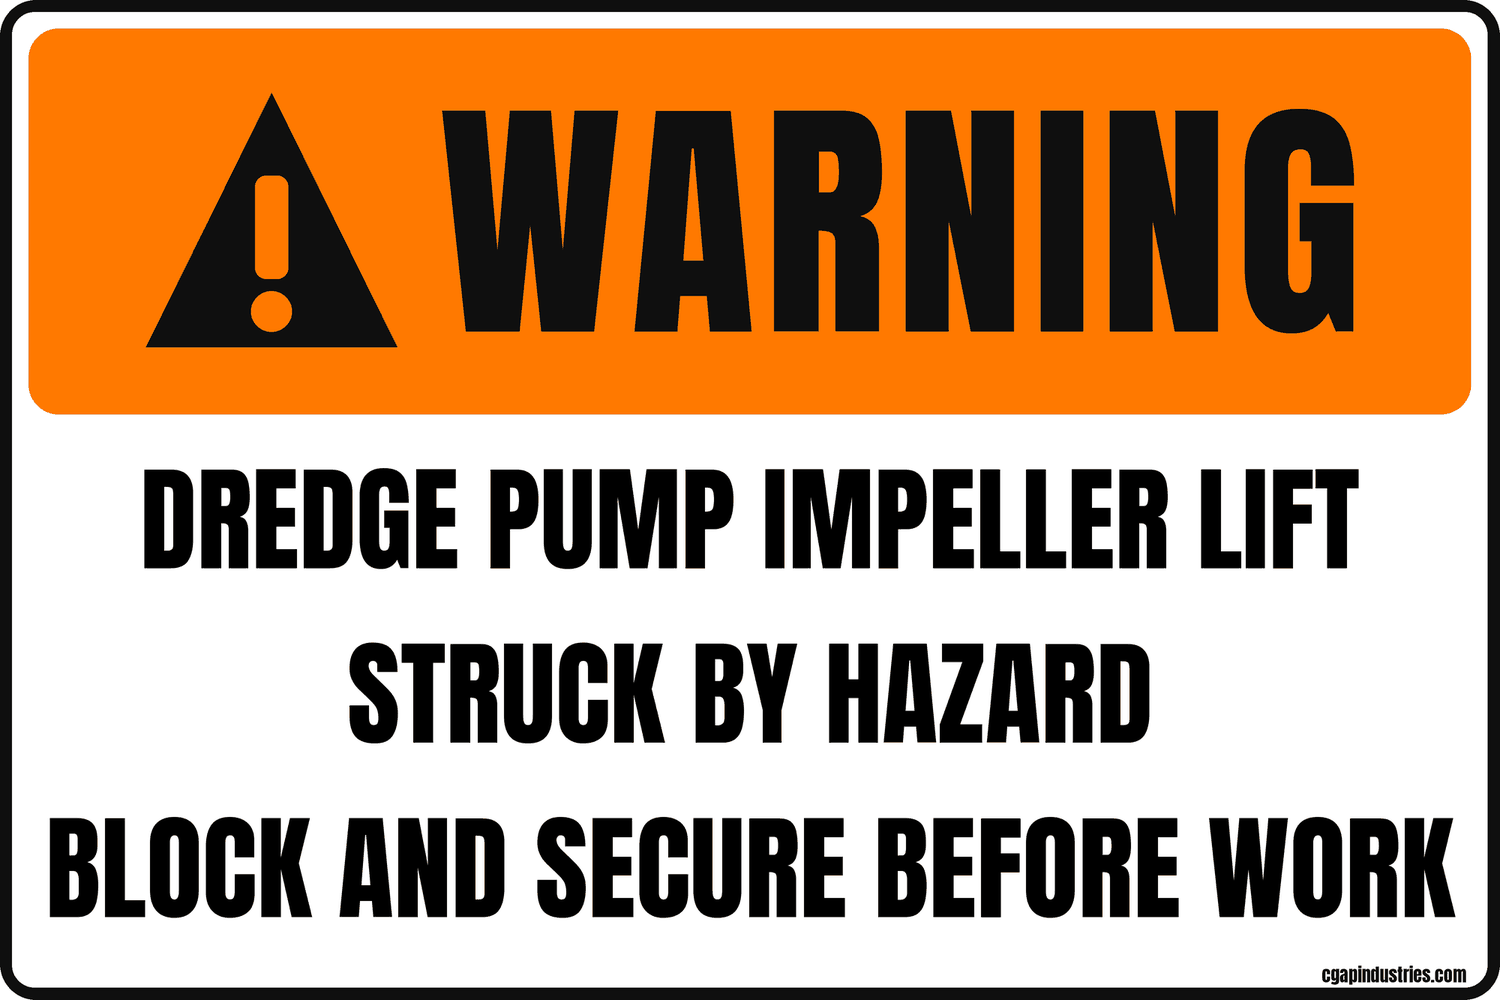 WARNING
DREDGE PUMP IMPELLER LIFT
STRUCK BY HAZARD
BLOCK AND SECURE BEFORE WORK
cgapindustries.com